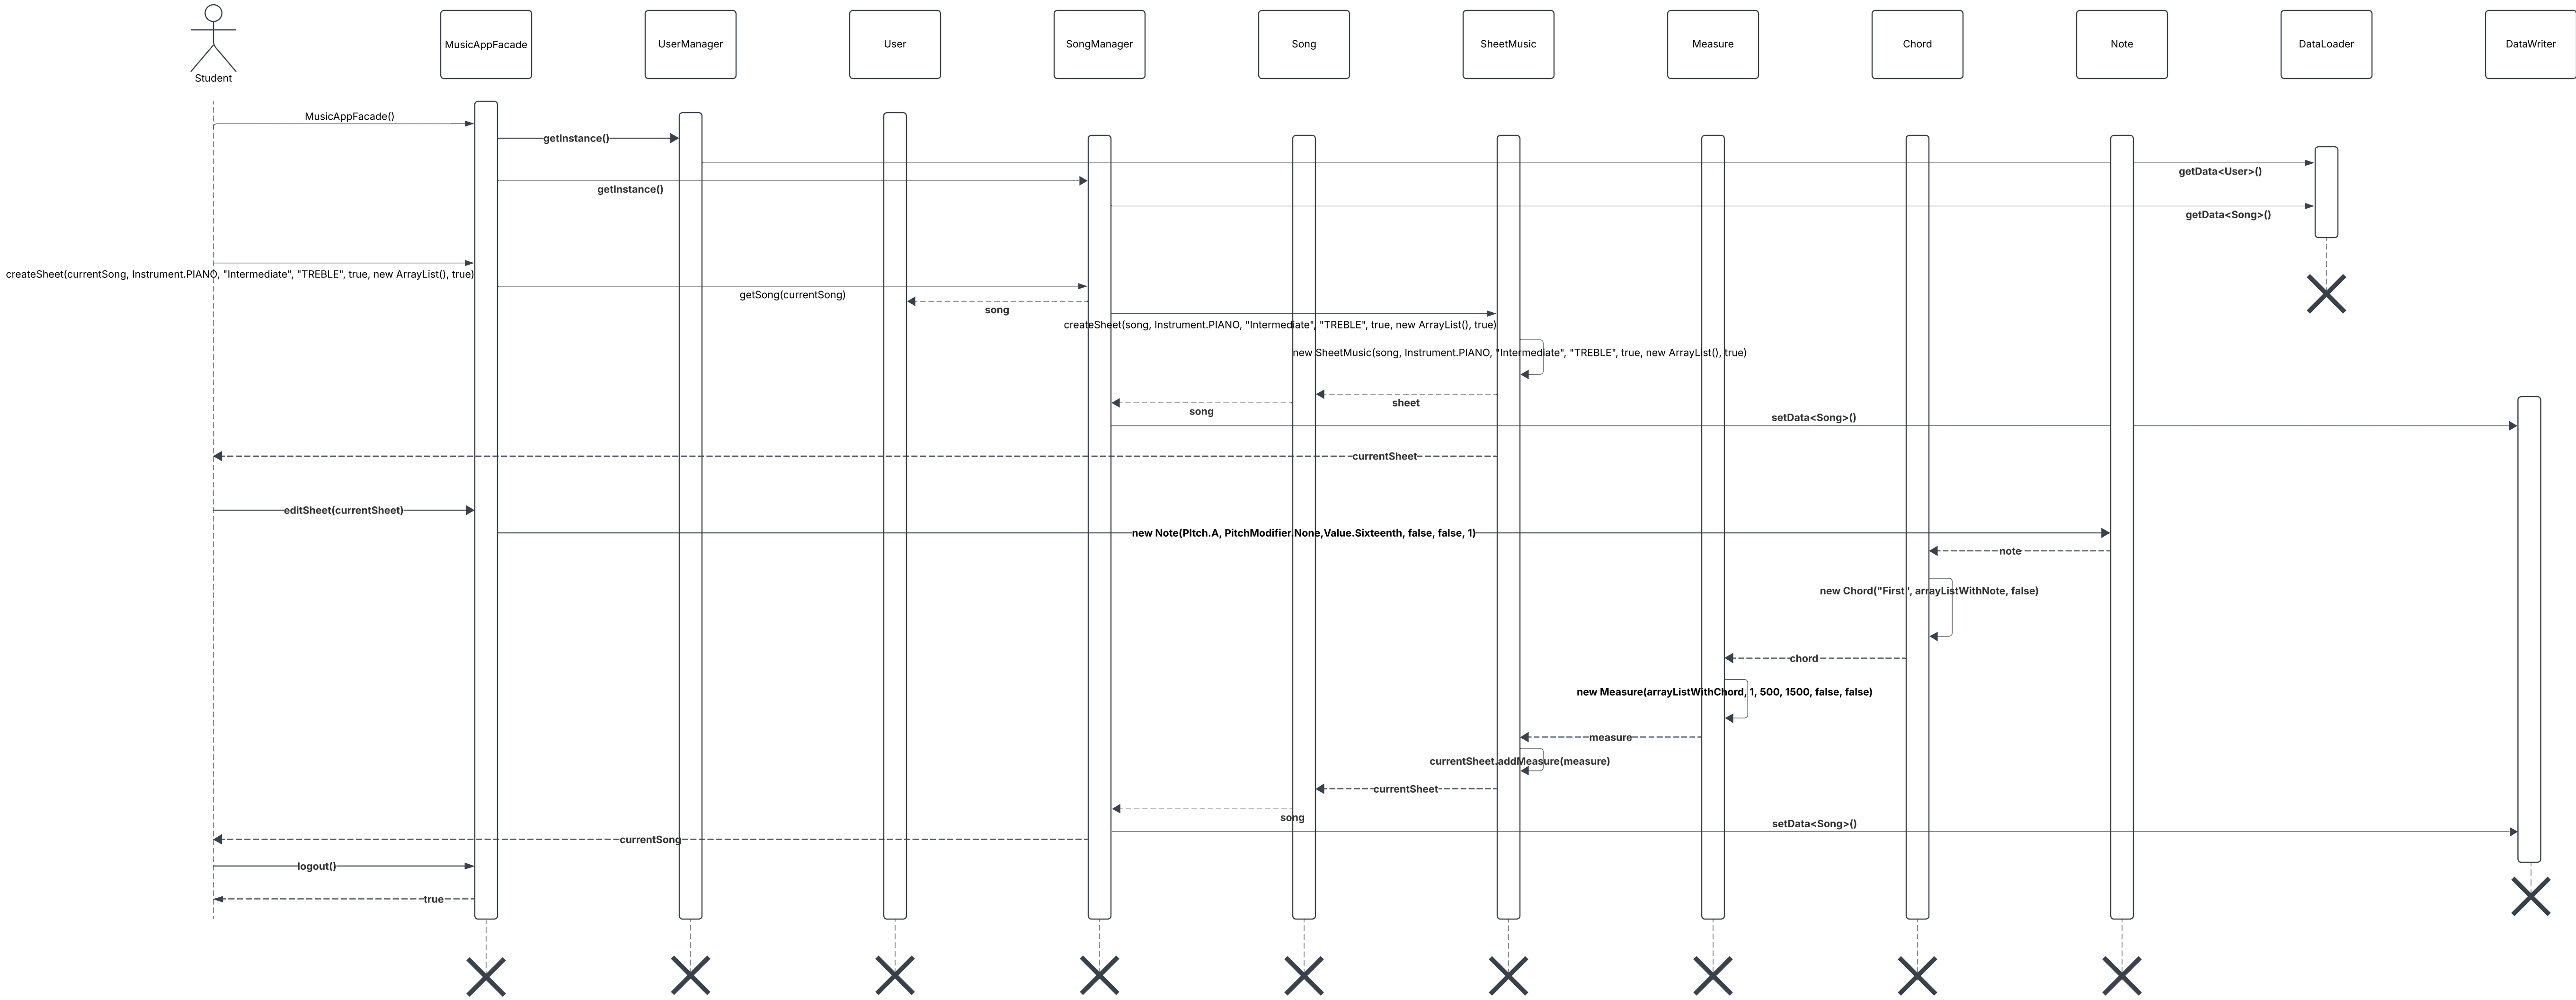 Student
MusicAppFacade
UserManager
User
SongManager
Song
SheetMusic
Measure
Chord
Note
DataLoader
DataWriter
MusicAppFacade()
getInstance()
getData<User>()
getInstance()
getData<Song>()
createSheet(currentSong, Instrument.PIANO, "Intermediate", "TREBLE", true, new ArrayList(), true)
getSong(currentSong)
song
createSheet(song, Instrument.PIANO, "Intermediate", "TREBLE", true, new ArrayList(), true)
new SheetMusic(song, Instrument.PIANO, "Intermediate", "TREBLE", true, new ArrayList(), true)
sheet
song
setData<Song>()
currentSheet
editSheet(currentSheet)
new Note(PItch.A, PitchModifier.None,Value.Sixteenth, false, false, 1)
note
new Chord("First", arrayListWithNote, false)
chord
new Measure(arrayListWithChord, 1, 500, 1500, false, false)
measure
currentSheet.addMeasure(measure)
currentSheet
song
setData<Song>()
currentSong
logout()
true